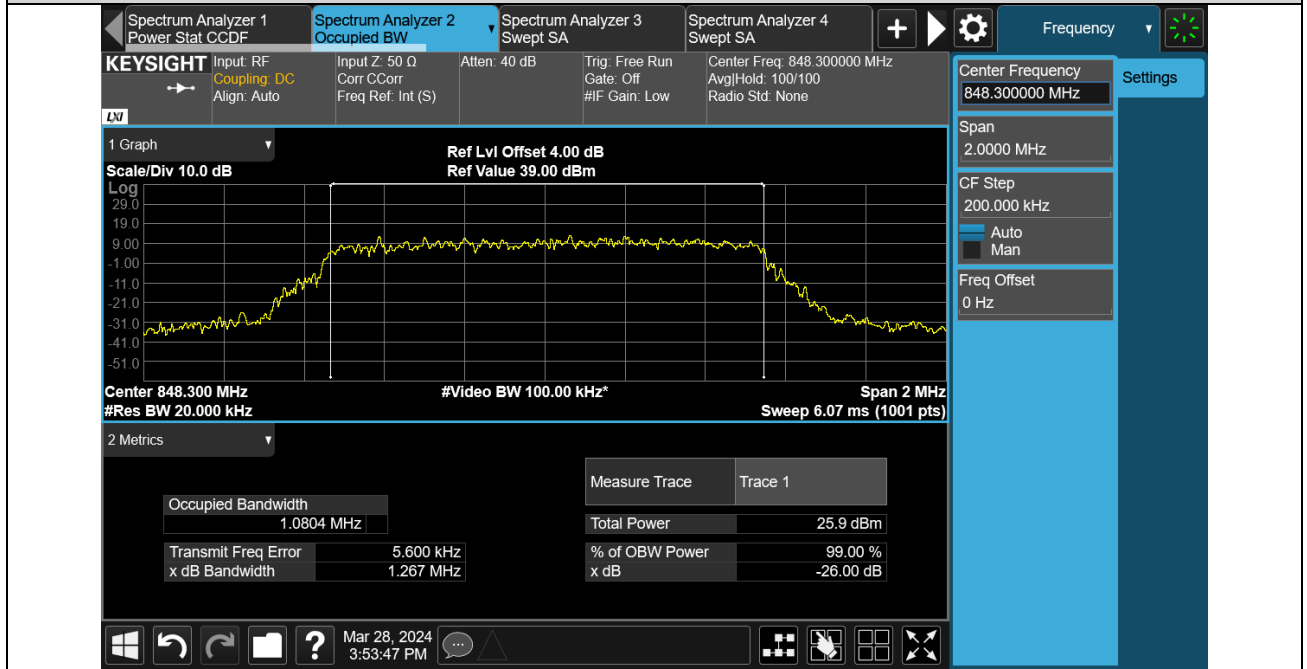 Spectrum Analyzer 1
Power Stat CCDF
Spectrum Analyzer 2
Occupied BW
Spectrum Analyzer 3
Swept SA
Spectrum Analyzer 4
Swept SA
+
Frequency
KEYSIGHT
LXI
Input: RF
Coupling: DC
Align: Auto
Input Z: 50 Ω
Corr CCorr
Freq Ref: Int (S)
Atten: 40 dB
Trig: Free Run
Gate: Off
#IF Gain: Low
Center Freq: 848.300000 MHz
Avg|Hold: 100/100
Radio Std: None
Center Frequency
848.300000 MHz
Settings
Span
2.0000 MHz
CF Step
200.000 kHz
Auto
Man
Freq Offset
0 Hz
1 Graph
Scale/Div 10.0 dB
Ref Lvl Offset 4.00 dB
Ref Value 39.00 dBm
Log
29.0
19.0
9.00
-1.00
-11.0
-21.0
-31.0
-41.0
-51.0
Center 848.300 MHz
#Video BW 100.00 kHz*
Span 2 MHz
#Res BW 20.000 kHz
Sweep 6.07 ms (1001 pts)
2 Metrics
Measure Trace Trace 1
Occupied Bandwidth
1.0804 MHz
Total Power 25.9 dBm
Transmit Freq Error 5.600 kHz
% of OBW Power 99.00 %
x dB Bandwidth 1.267 MHz
x dB -26.00 dB
?
Mar 28, 2024
3:53:47 PM